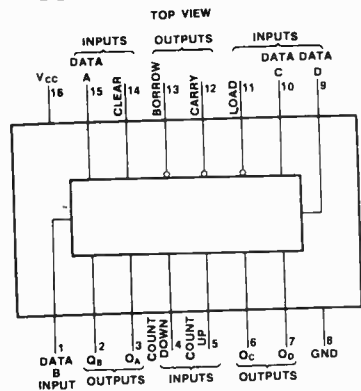 TOP VIEW
INPUTS OUTPUTS INPUTS
DATA DATA DATA
VCC A CLEAR BORROW CARRY LOAD C D
16 15 14 13 12 11 10 9
1 2 3 4 5 6 7 8
DATA QB QA COUNT DOWN COUNT UP QC QD GND
B OUTPUTS INPUTS OUTPUTS
INPUT